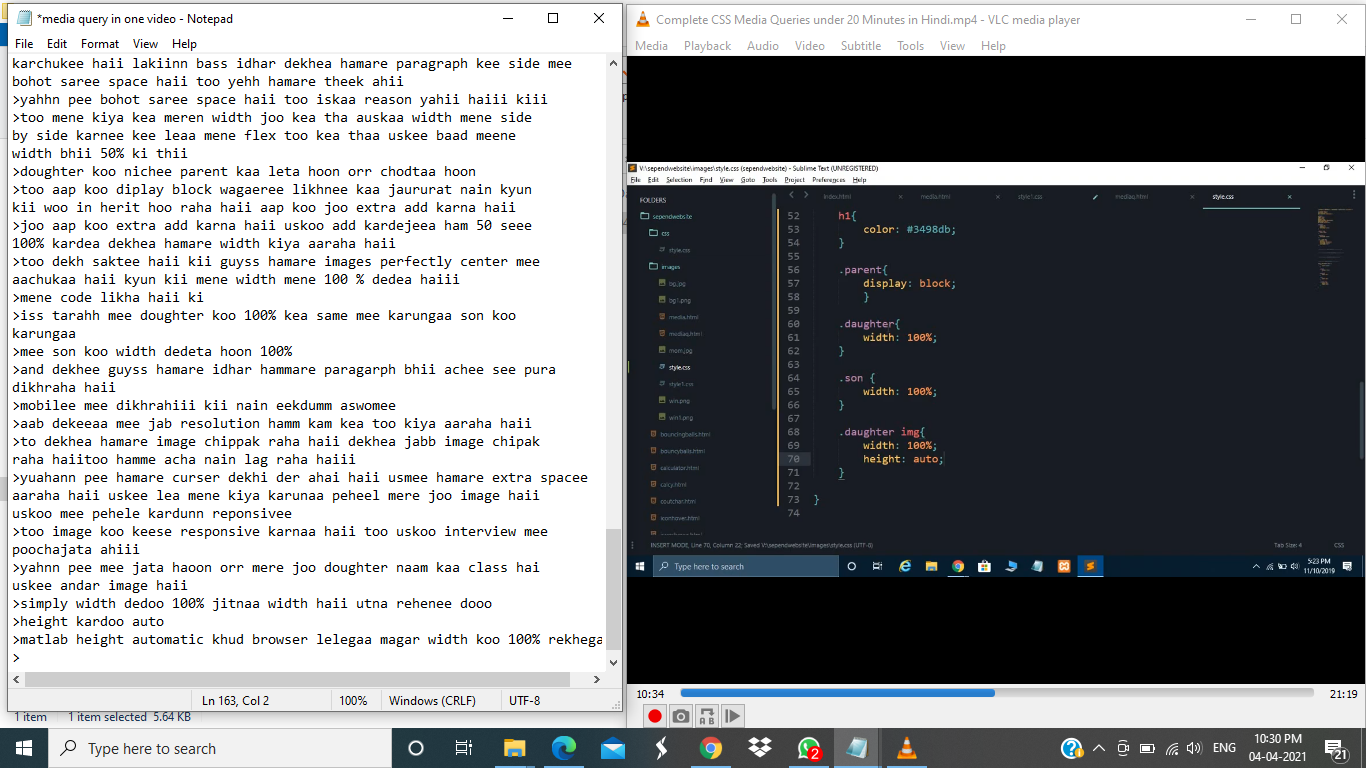 *media query in one video - Notepad
File Edit Format View Help
karchukee haii lakiinn bass idhar dekhea hamare paragraph kee side mee
bohot saree space haii too yehh hamare theek ahii
>yahhn pee bohot saree space haii too iskaa reason yahii haiii kiii
>too mene kiya kea meren width joo kea tha auskaa width mene side
by side karnee kee leaa mene flex too kea thaa uskee baad meene
width bhii 50% ki thii
>doughter koo nichee parent kaa leta hoon orr chodtaa hoon
>too aap koo diplay block wagaeree likhnee kaa jaururat nain kyun
kii woo in herit hoo raha haii aap koo joo extra add karna haii
>joo aap koo extra add karna haii uskoo add kardejeea ham 50 seee
100% kardea dekhea hamare width kiya aaraha haii
>too dekh saktee haii kii guyss hamare images perfectly center mee
aachukaa haii kyun kii mene width mene 100 % dedea haiii
>mene code likha haii ki
>iss tarahh mee doughter koo 100% kea same mee karungaa son koo
karungaa
>mee son koo width dedeta hoon 100%
>and dekhee guyss hamare idhar hammare paragarph bhii achee see pura
dikhraha haii
>mobilee mee dikhrahiii kii nain eekdumm aswomee
>aab dekeeaa mee jab resolution hamm kam kea too kiya aaraha haii
>to dekhea hamare image chippak raha haii dekhea jabb image chipak
raha haiitoo hamme acha nain lag raha haiii
>yuahann pee hamare curser dekhi der ahai haii usmee hamare extra spacee
aaraha haii uskee lea mene kiya karunaa peheel mere joo image haii
uskoo mee pehele kardunn reponsivee
>too image koo keese responsive karnaa haii too uskoo interview mee
poochajata ahiii
>yahnn pee mee jata haoon orr mere joo doughter naam kaa class hai
uskee andar image haii
>simply width dedoo 100% jitnaa width haii utna rehenee dooo
>height kardoo auto
>matlab height automatic khud browser lelegaa magar width koo 100% rekhega
>
Ln 163, Col 2 100% Windows (CRLF) UTF-8
1 item 1 item selected 5.64 KB
Complete CSS Media Queries under 20 Minutes in Hindi.mp4 - VLC media player
Media Playback Audio Video Subtitle Tools View Help
V:\sependwebsite\images\style.css (sependwebsite) - Sublime Text (UNREGISTERED)
File Edit Selection Find View Goto Tools Project Preferences Help
index.html media.html style1.css mediaq.html style.css
FOLDERS
sependwebsite
css
style.css
images
bg.jpg
bg1.png
media.html
mediaq.html
mom.jpg
style.css
style1.css
win.png
win1.png
bouncingballs.html
bouncyballs.html
calculator.html
calcy.html
coutchar.html
iconhover.html
52 h1{
53 color: #3498db;
54 }
55
56 .parent{
57 display: block;
58 }
59
60 .daughter{
61 width: 100%;
62 }
63
64 .son {
65 width: 100%;
66 }
67
68 .daughter img{
69 width: 100%;
70 height: auto;
71 }
72
73 }
74
INSERT MODE, Line 70, Column 22; Saved V:\sependwebsite\images\style.css (UTF-8) Tab Size: 4 CSS
Type here to search
5:23 PM
11/10/2019
10:34 21:19
Type here to search
2
ENG
10:30 PM
04-04-2021
21